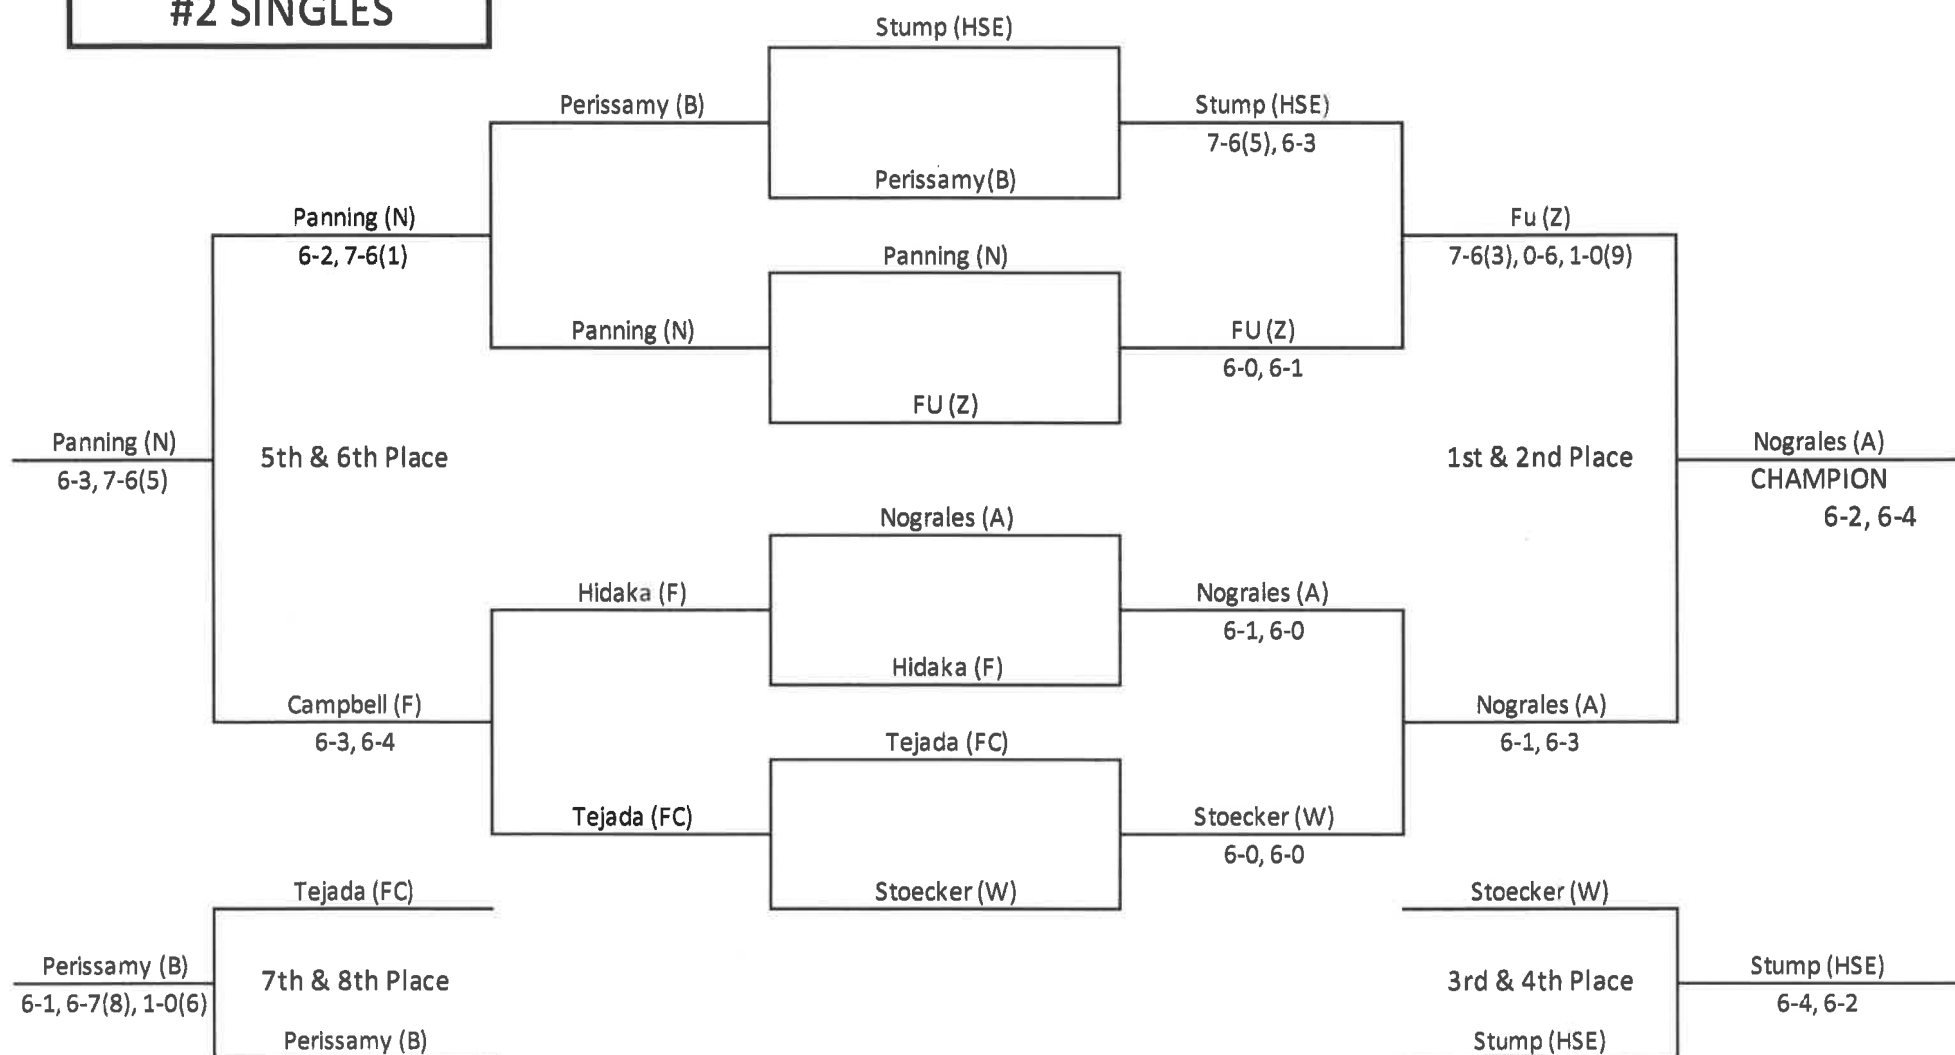 #2 SINGLES
Stump (HSE)
Perissamy (B)
Stump (HSE)
7-6(5), 6-3
Perissamy(B)
Panning (N)
6-2, 7-6(1)
Fu (Z)
7-6(3), 0-6, 1-0(9)
Panning (N)
Panning (N)
FU (Z)
6-0, 6-1
FU (Z)
Panning (N)
6-3, 7-6(5)
5th & 6th Place
1st & 2nd Place
Nograles (A)
CHAMPION
6-2, 6-4
Nograles (A)
Hidaka (F)
Nograles (A)
6-1, 6-0
Hidaka (F)
Campbell (F)
6-3, 6-4
Nograles (A)
6-1, 6-3
Tejada (FC)
Tejada (FC)
Stoecker (W)
6-0, 6-0
Tejada (FC)
Stoecker (W)
Stoecker (W)
Perissamy (B)
6-1, 6-7(8), 1-0(6)
7th & 8th Place
3rd & 4th Place
Stump (HSE)
6-4, 6-2
Perissamy (B)
Stump (HSE)